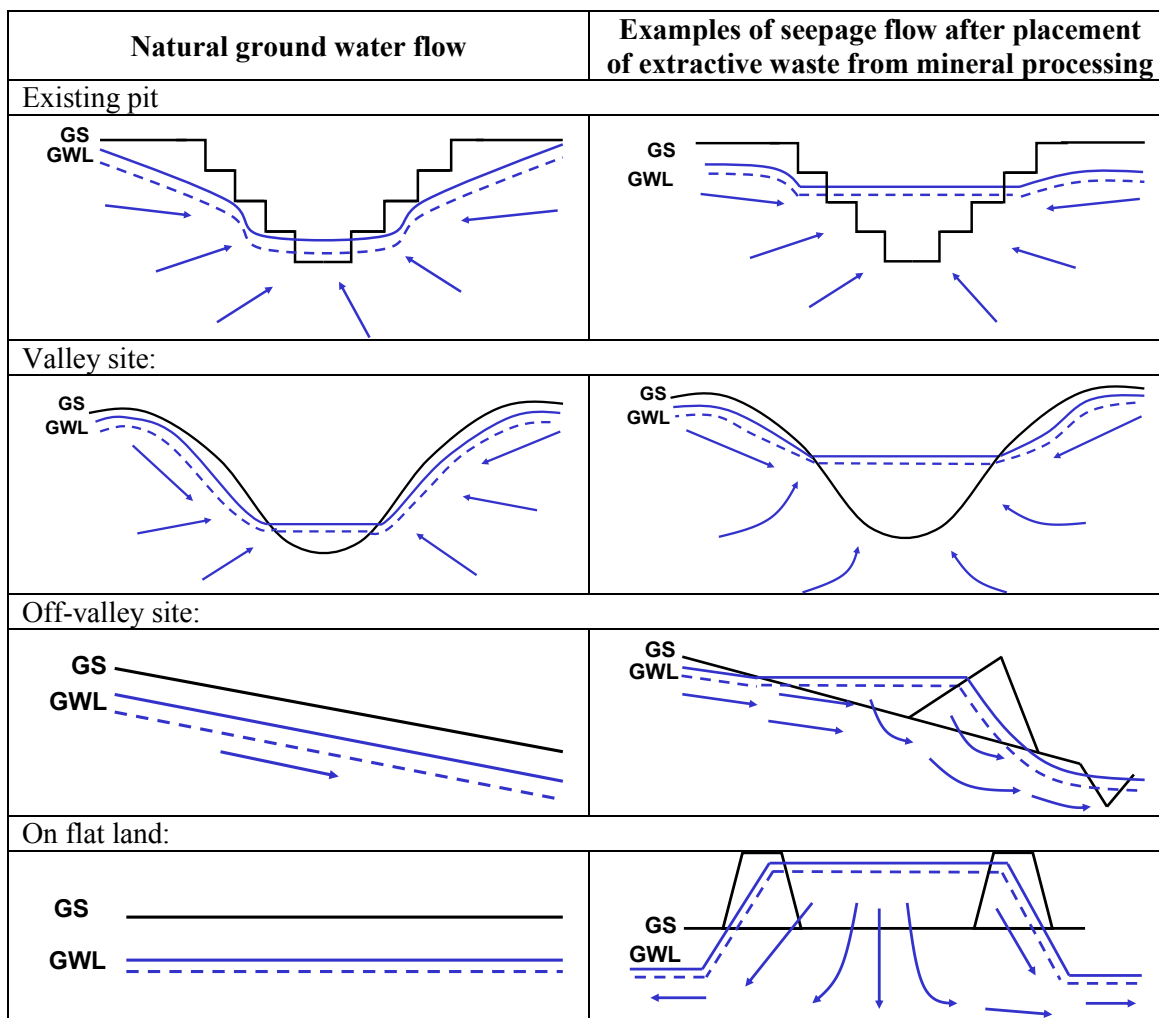 Natural ground water flow
Examples of seepage flow after placement
of extractive waste from mineral processing
Existing pit
GS
GWL
GS
GWL
Valley site:
GS
GWL
GS
GWL
Off-valley site:
GS
GWL
GS
GWL
On flat land:
GS
GWL
GS
GWL